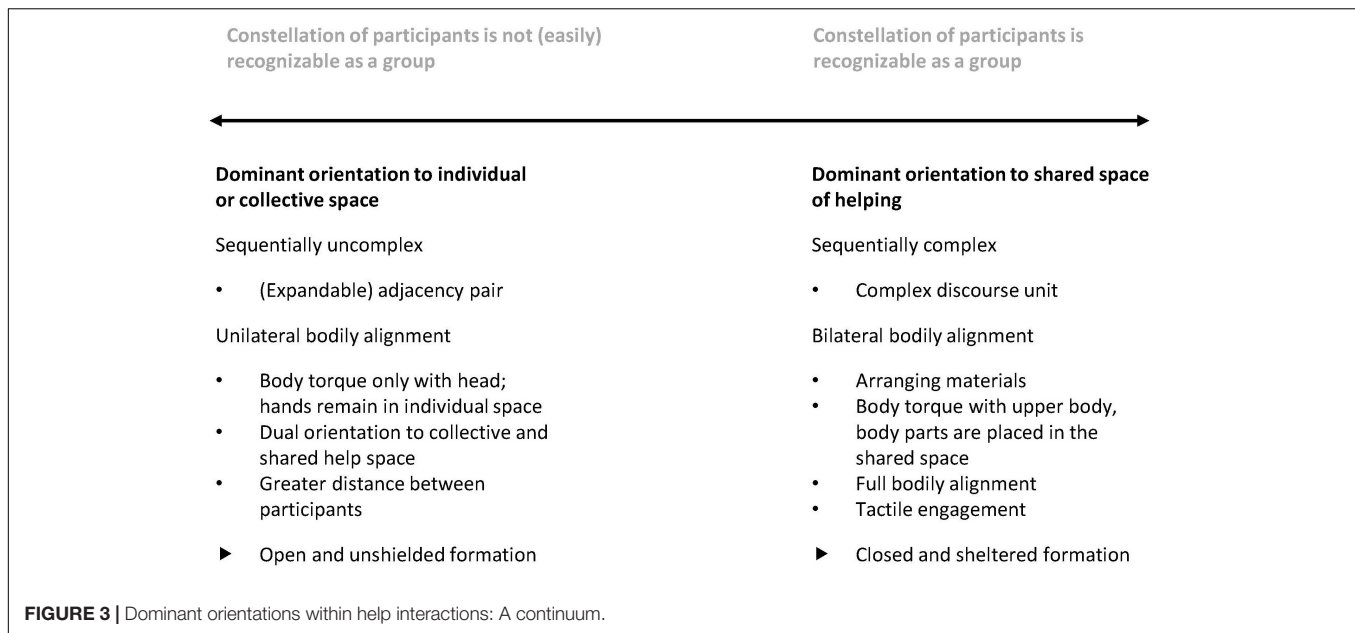 Constellation of participants is not (easily)
recognizable as a group
Constellation of participants is
recognizable as a group
Dominant orientation to individual
or collective space
Sequentially uncomplex
• (Expandable) adjacency pair
Unilateral bodily alignment
• Body torque only with head;
hands remain in individual space
• Dual orientation to collective and
shared help space
• Greater distance between
participants
▶ Open and unshielded formation
Dominant orientation to shared space
of helping
Sequentially complex
• Complex discourse unit
Bilateral bodily alignment
• Arranging materials
• Body torque with upper body,
body parts are placed in the
shared space
• Full bodily alignment
• Tactile engagement
▶ Closed and sheltered formation
FIGURE 3 | Dominant orientations within help interactions: A continuum.